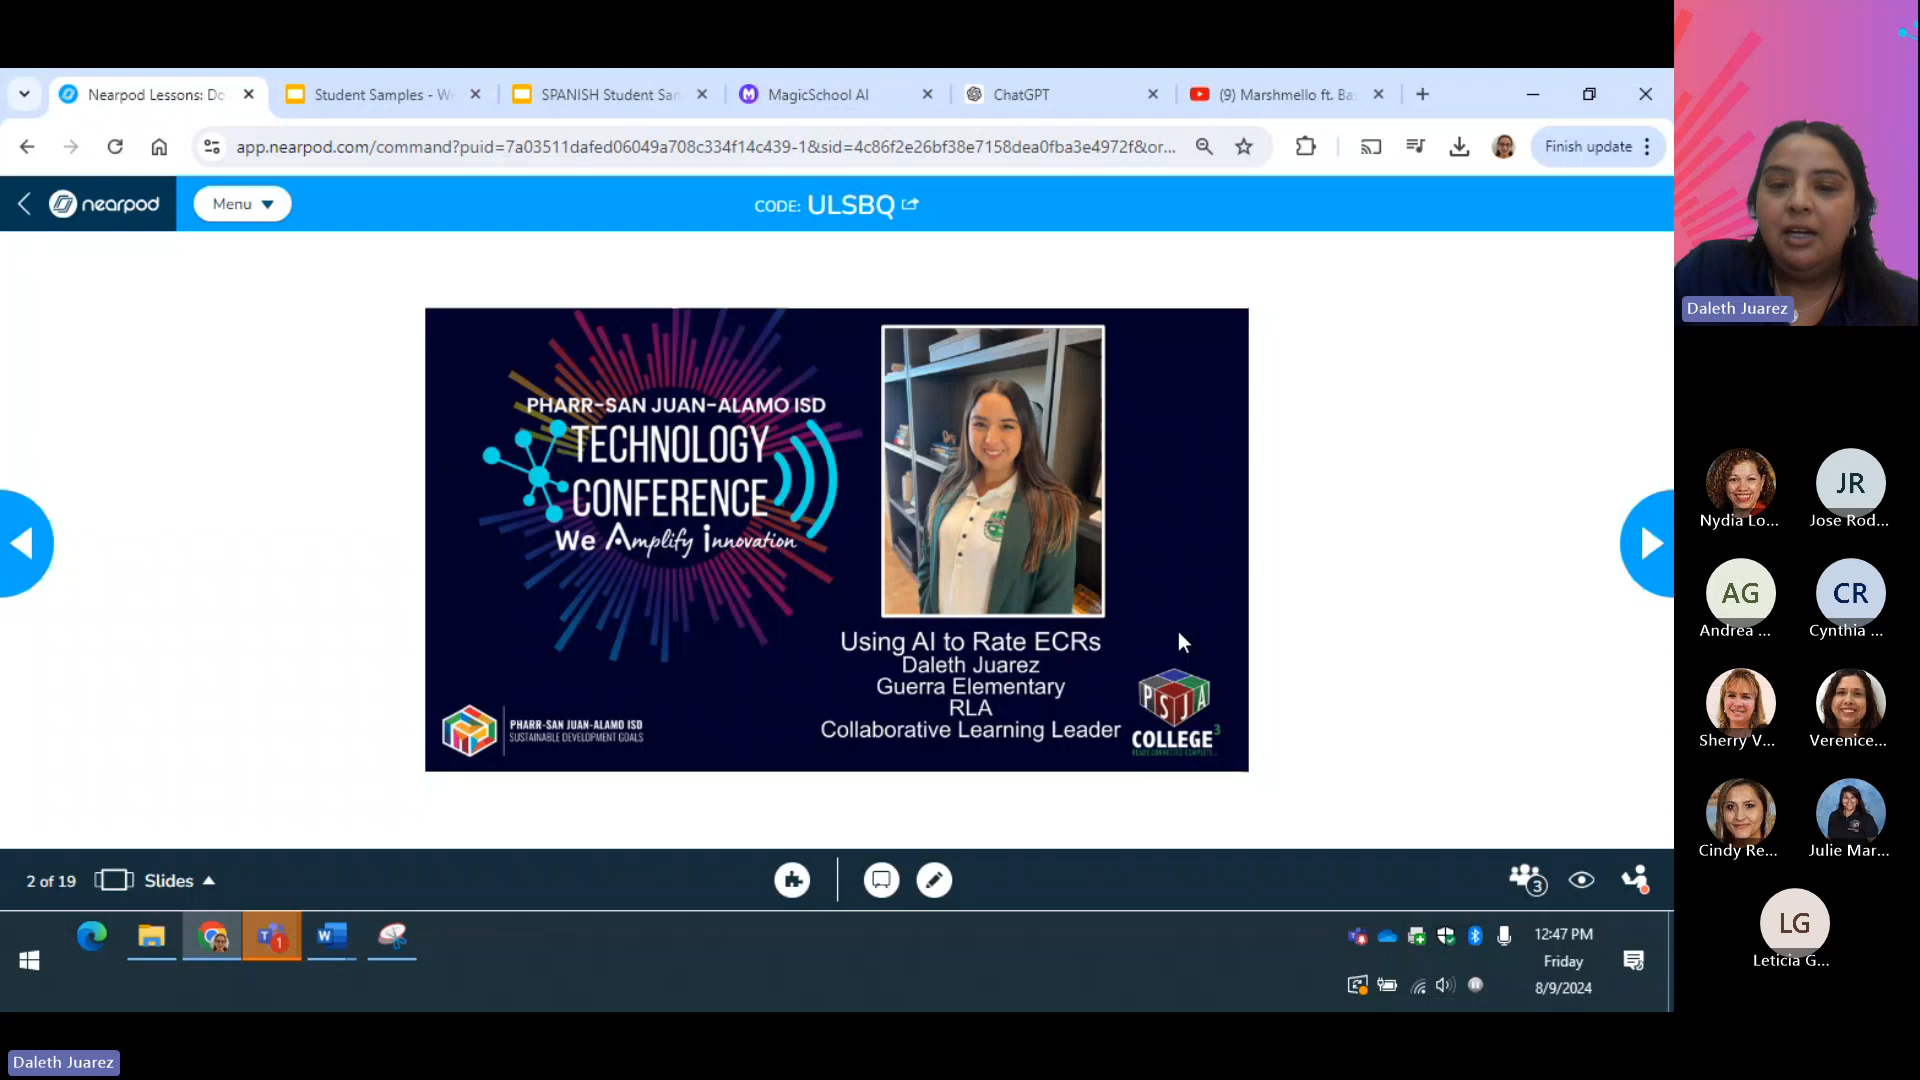 Nearpod Lessons: Do
Student Samples - W
SPANISH Student Sam
MagicSchool AI
ChatGPT
(9) Marshmello ft. Ba
app.nearpod.com/command?puid=7a03511dafed06049a708c334f14c439-1&sid=4c86f2e26bf38e7158dea0fba3e4972f&or...
Finish update
nearpod
Menu
CODE: ULSBQ
PHARR-SAN JUAN-ALAMO ISD
TECHNOLOGY
CONFERENCE
We Amplify innovation
Using AI to Rate ECRs
Daleth Juarez
Guerra Elementary
RLA
Collaborative Learning Leader
PHARR-SAN JUAN-ALAMO ISD
SUSTAINABLE DEVELOPMENT GOALS
PSJA
COLLEGE³
2 of 19
Slides
3
1
12:47 PM
Friday
8/9/2024
Daleth Juarez
Nydia Lo...
JR
Jose Rod...
AG
Andrea ...
CR
Cynthia ...
Sherry V...
Verenice...
Cindy Re...
Julie Mar...
LG
Leticia G...
Daleth Juarez